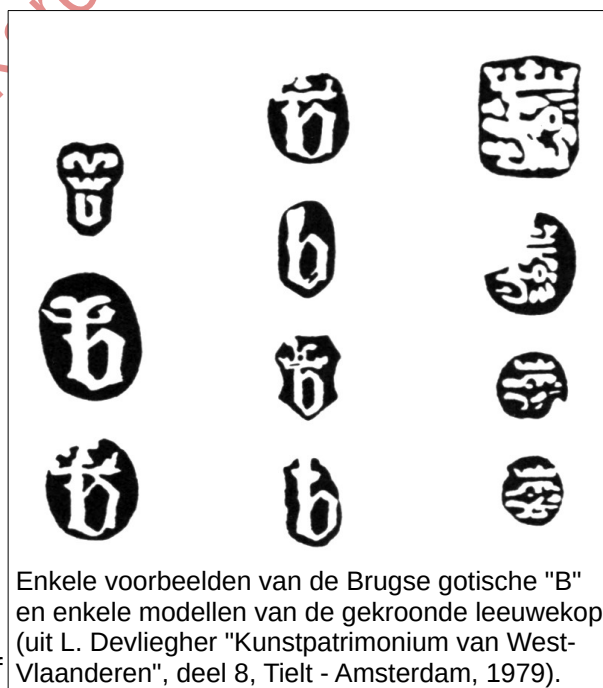 Enkele voorbeelden van de Brugse gotische "B"
en enkele modellen van de gekroonde leeuwekop
(uit L. Devliegher "Kunstpatrimonium van West-
Vlaanderen", deel 8, Tielt - Amsterdam, 1979).